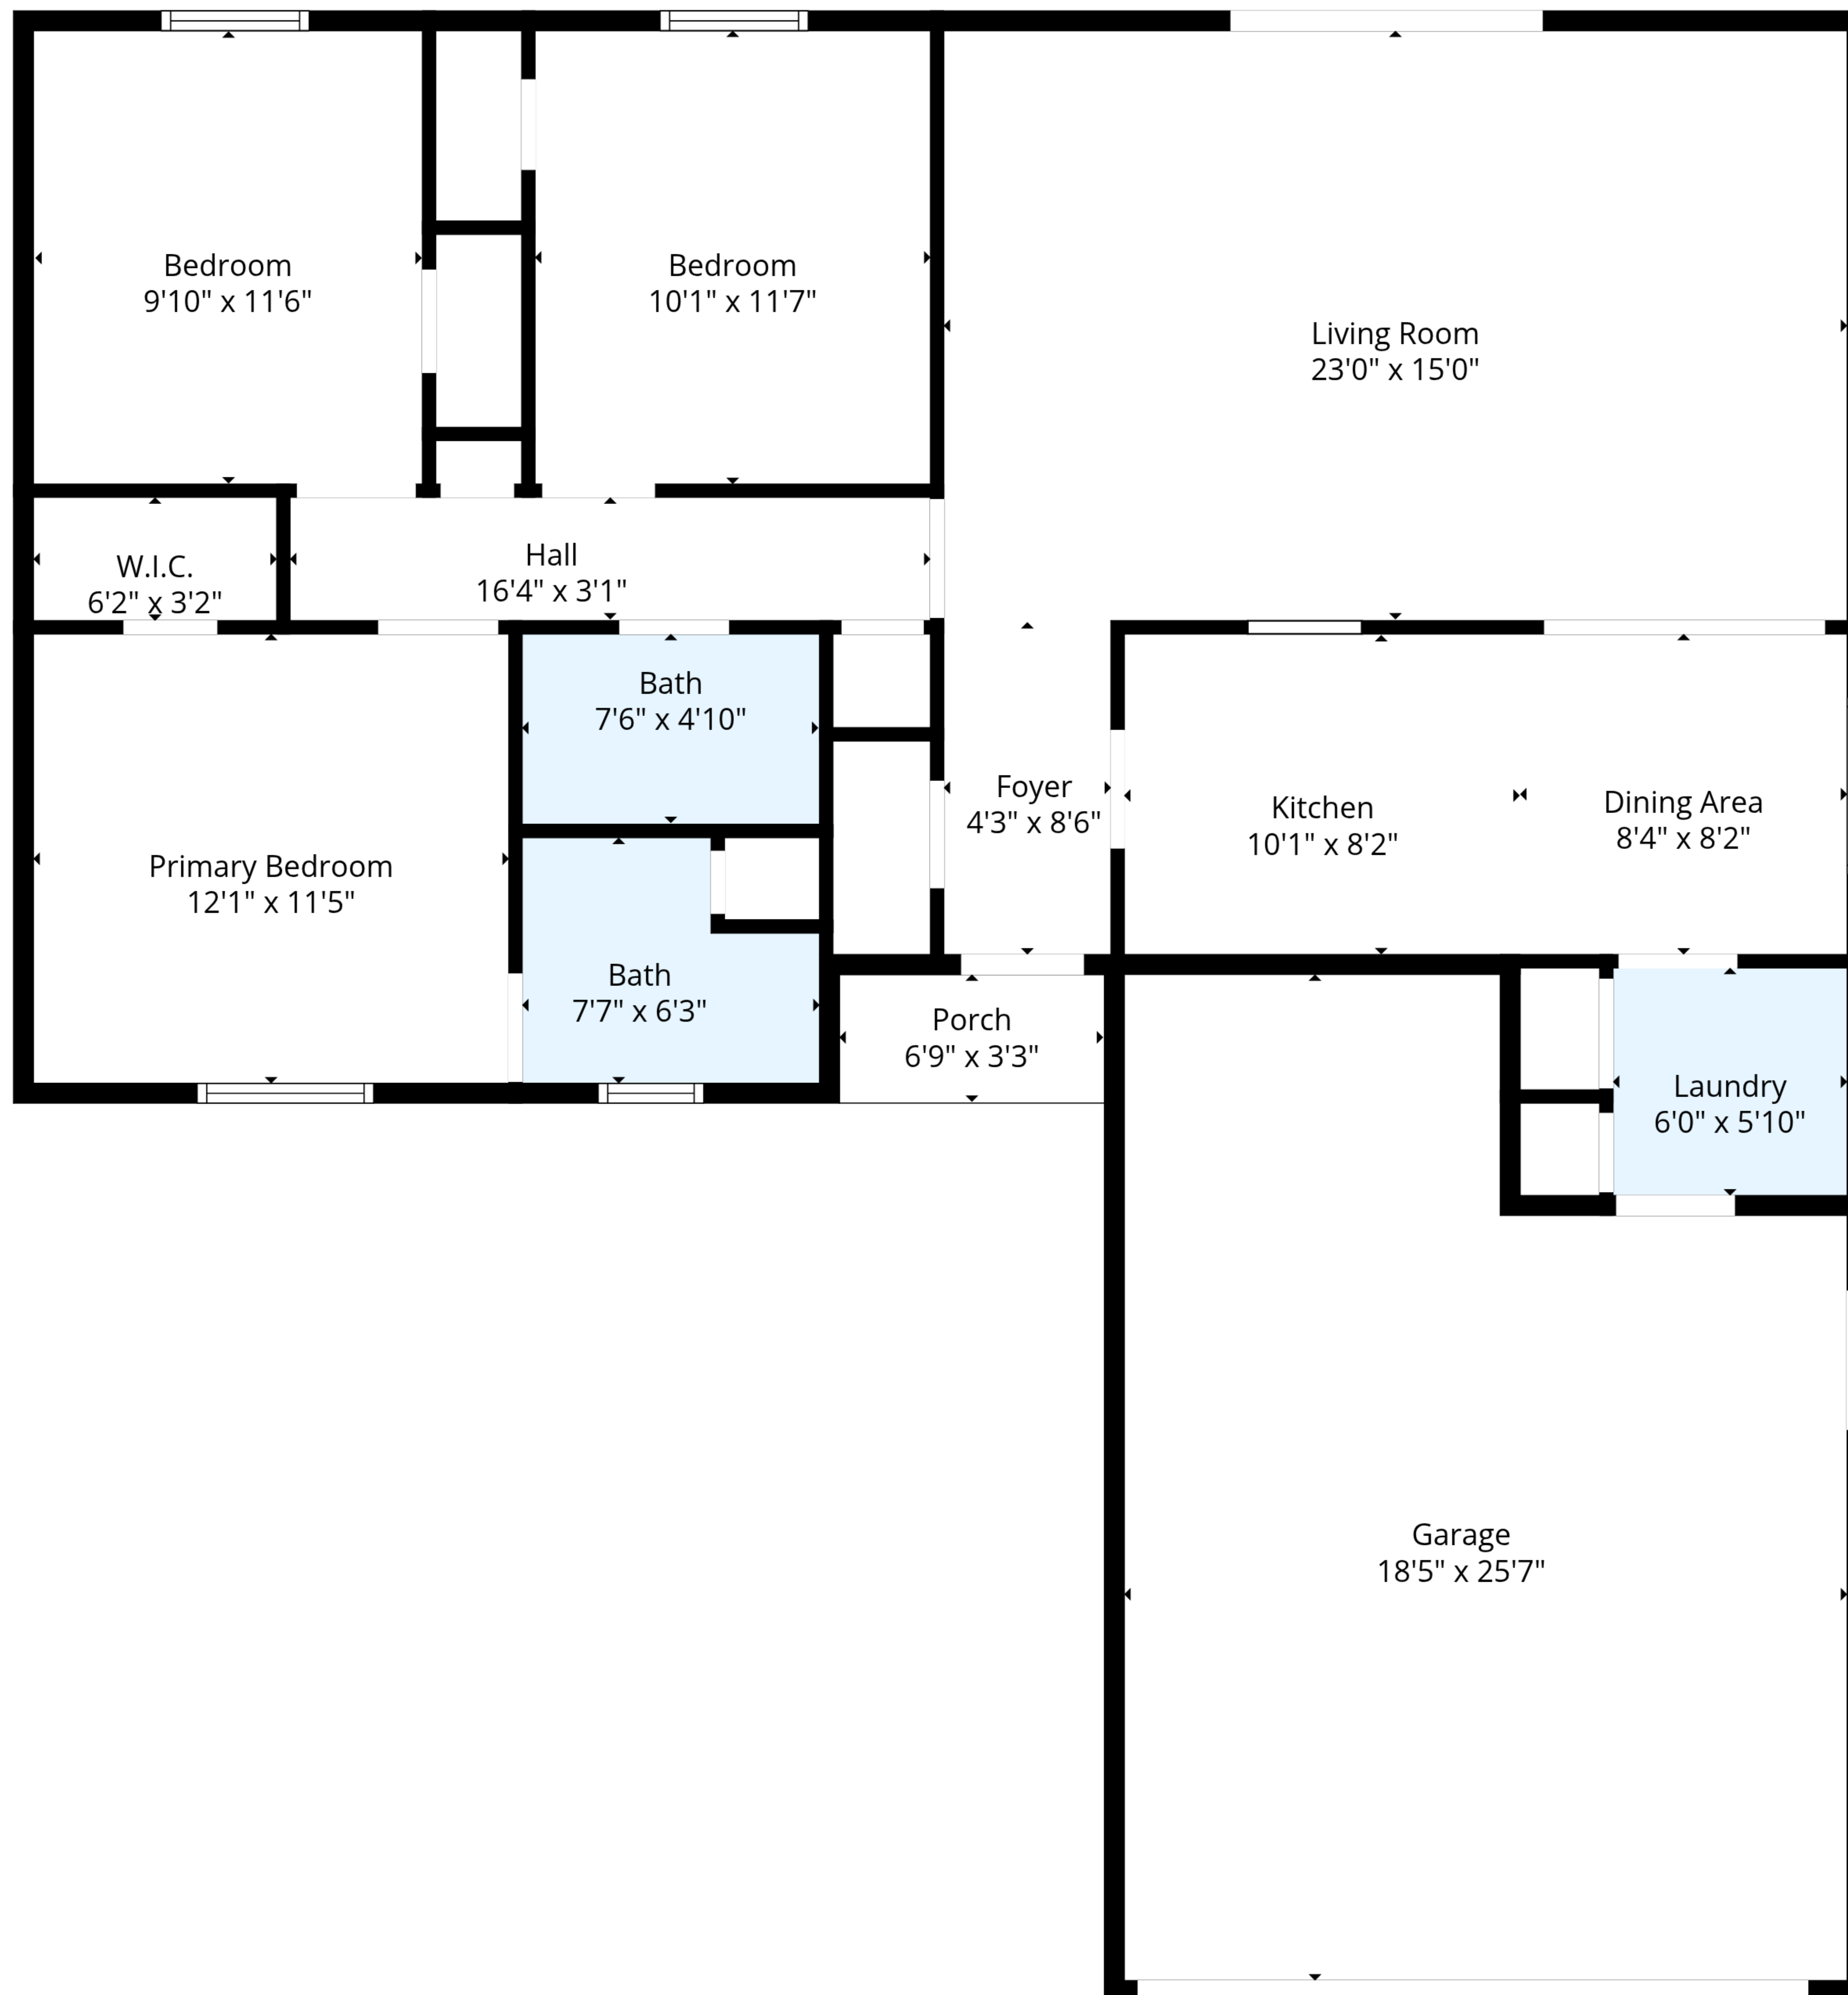 Bedroom
9'10" x 11'6"
Bedroom
10'1" x 11'7"
Living Room
23'0" x 15'0"
W.I.C.
6'2" x 3'2"
Hall
16'4" x 3'1"
Bath
7'6" x 4'10"
Foyer
4'3" x 8'6"
Kitchen
10'1" x 8'2"
Dining Area
8'4" x 8'2"
Primary Bedroom
12'1" x 11'5"
Bath
7'7" x 6'3"
Porch
6'9" x 3'3"
Laundry
6'0" x 5'10"
Garage
18'5" x 25'7"